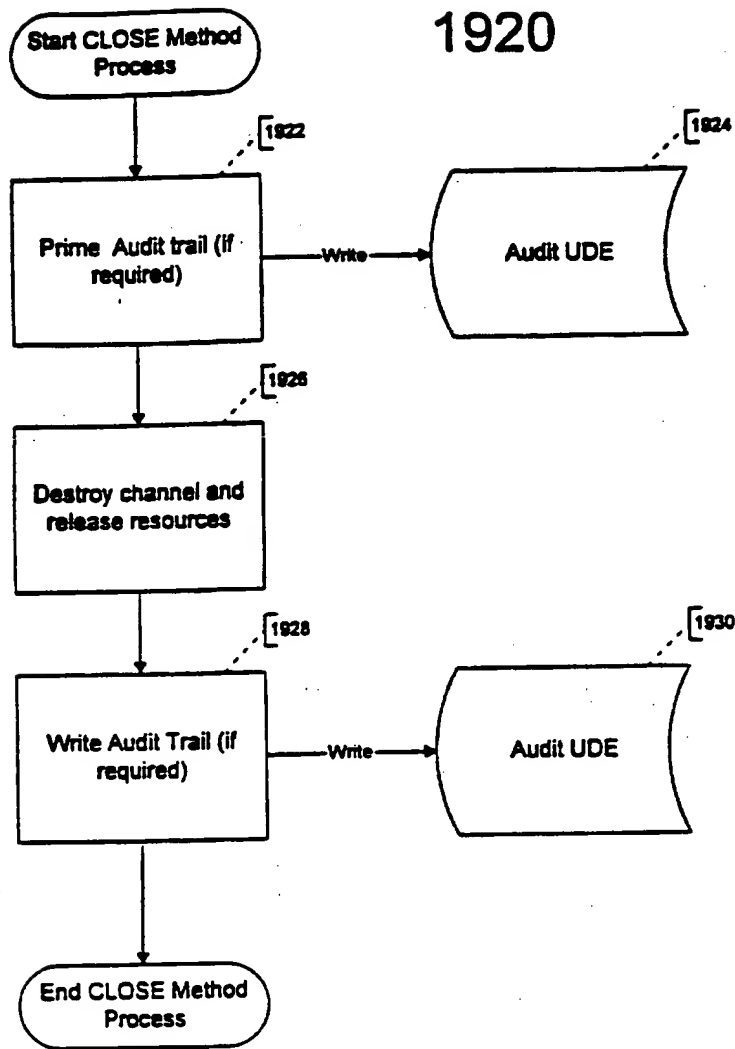 1920
Start CLOSE Method
Process
1922
1924
Prime Audit trail (if
required)
Write
Audit UDE
1926
Destroy channel and
release resources
1928
1930
Write Audit Trail (if
required)
Write
Audit UDE
End CLOSE Method
Process